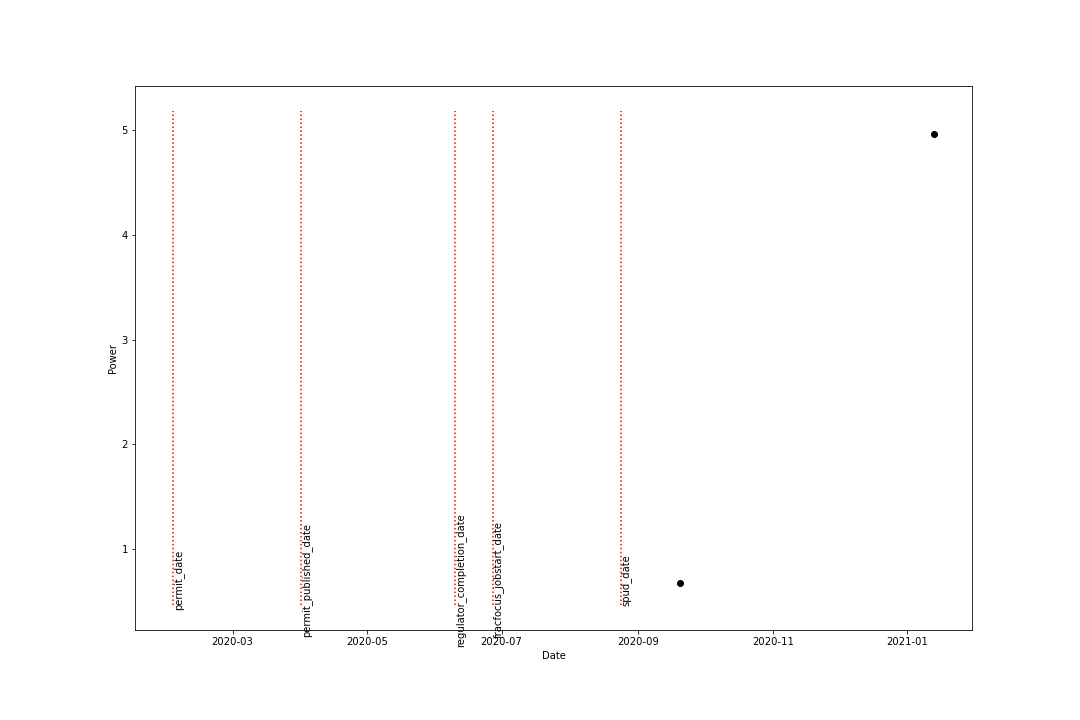 5
4
3
2
1
Power
permit_date
permit_published_date
regulator_completion_date
fracfocus_jobstart_date
spud_date
2020-03
2020-05
2020-07
2020-09
2020-11
2021-01
Date